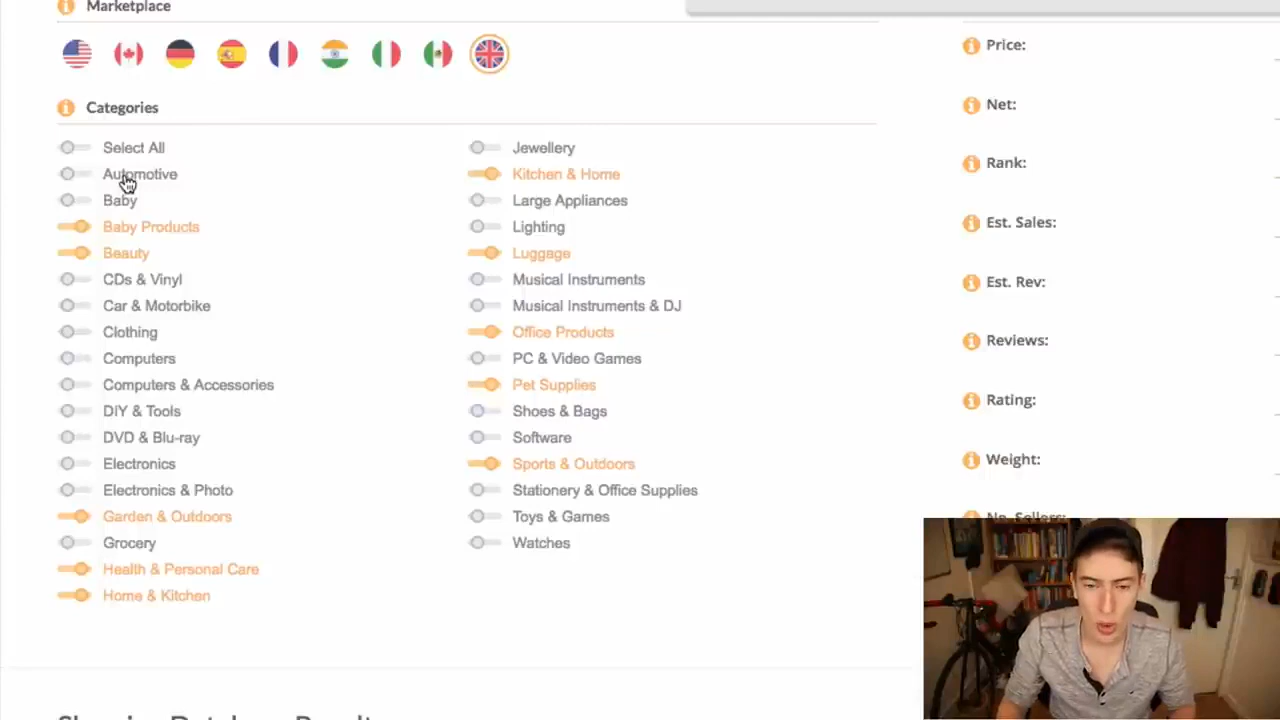 Marketplace
Categories
Select All
Automotive
Baby
Baby Products
Beauty
CDs & Vinyl
Car & Motorbike
Clothing
Computers
Computers & Accessories
DIY & Tools
DVD & Blu-ray
Electronics
Electronics & Photo
Garden & Outdoors
Grocery
Health & Personal Care
Home & Kitchen
Jewellery
Kitchen & Home
Large Appliances
Lighting
Luggage
Musical Instruments
Musical Instruments & DJ
Office Products
PC & Video Games
Pet Supplies
Shoes & Bags
Software
Sports & Outdoors
Stationery & Office Supplies
Toys & Games
Watches
Price:
Net:
Rank:
Est. Sales:
Est. Rev:
Reviews:
Rating:
Weight:
No. Sellers: